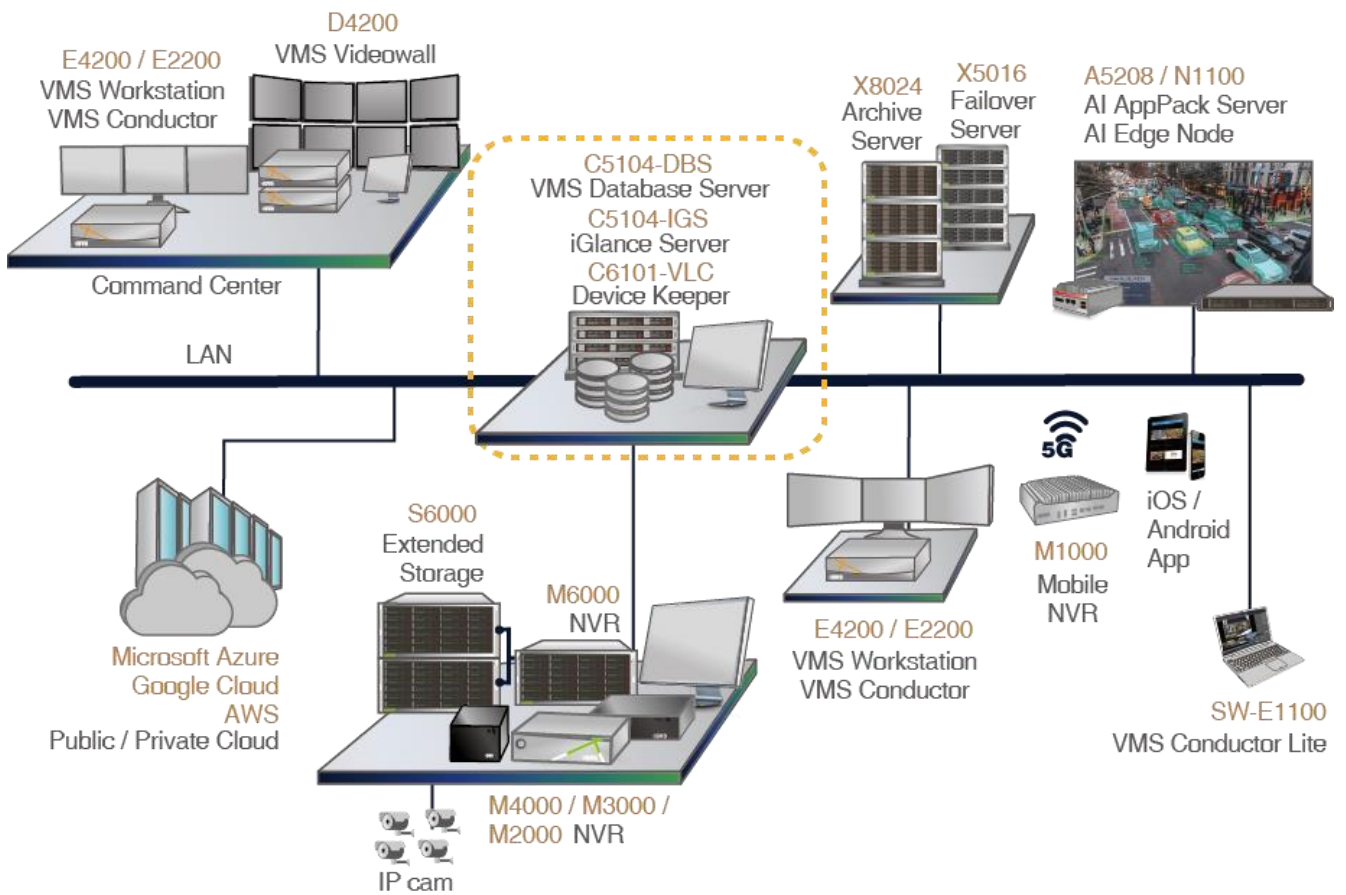 D4200
VMS Videowall
E4200 / E2200
VMS Workstation
VMS Conductor
Command Center
X8024
Archive
Server
X5016
Failover
Server
A5208 / N1100
AI AppPack Server
AI Edge Node
C5104-DBS
VMS Database Server
C5104-IGS
iGlance Server
C6101-VLC
Device Keeper
LAN
5G
M1000
Mobile
NVR
iOS /
Android
App
S6000
Extended
Storage
M6000
NVR
E4200 / E2200
VMS Workstation
VMS Conductor
Microsoft Azure
Google Cloud
AWS
Public / Private Cloud
SW-E1100
VMS Conductor Lite
M4000 / M3000 /
M2000 NVR
IP cam